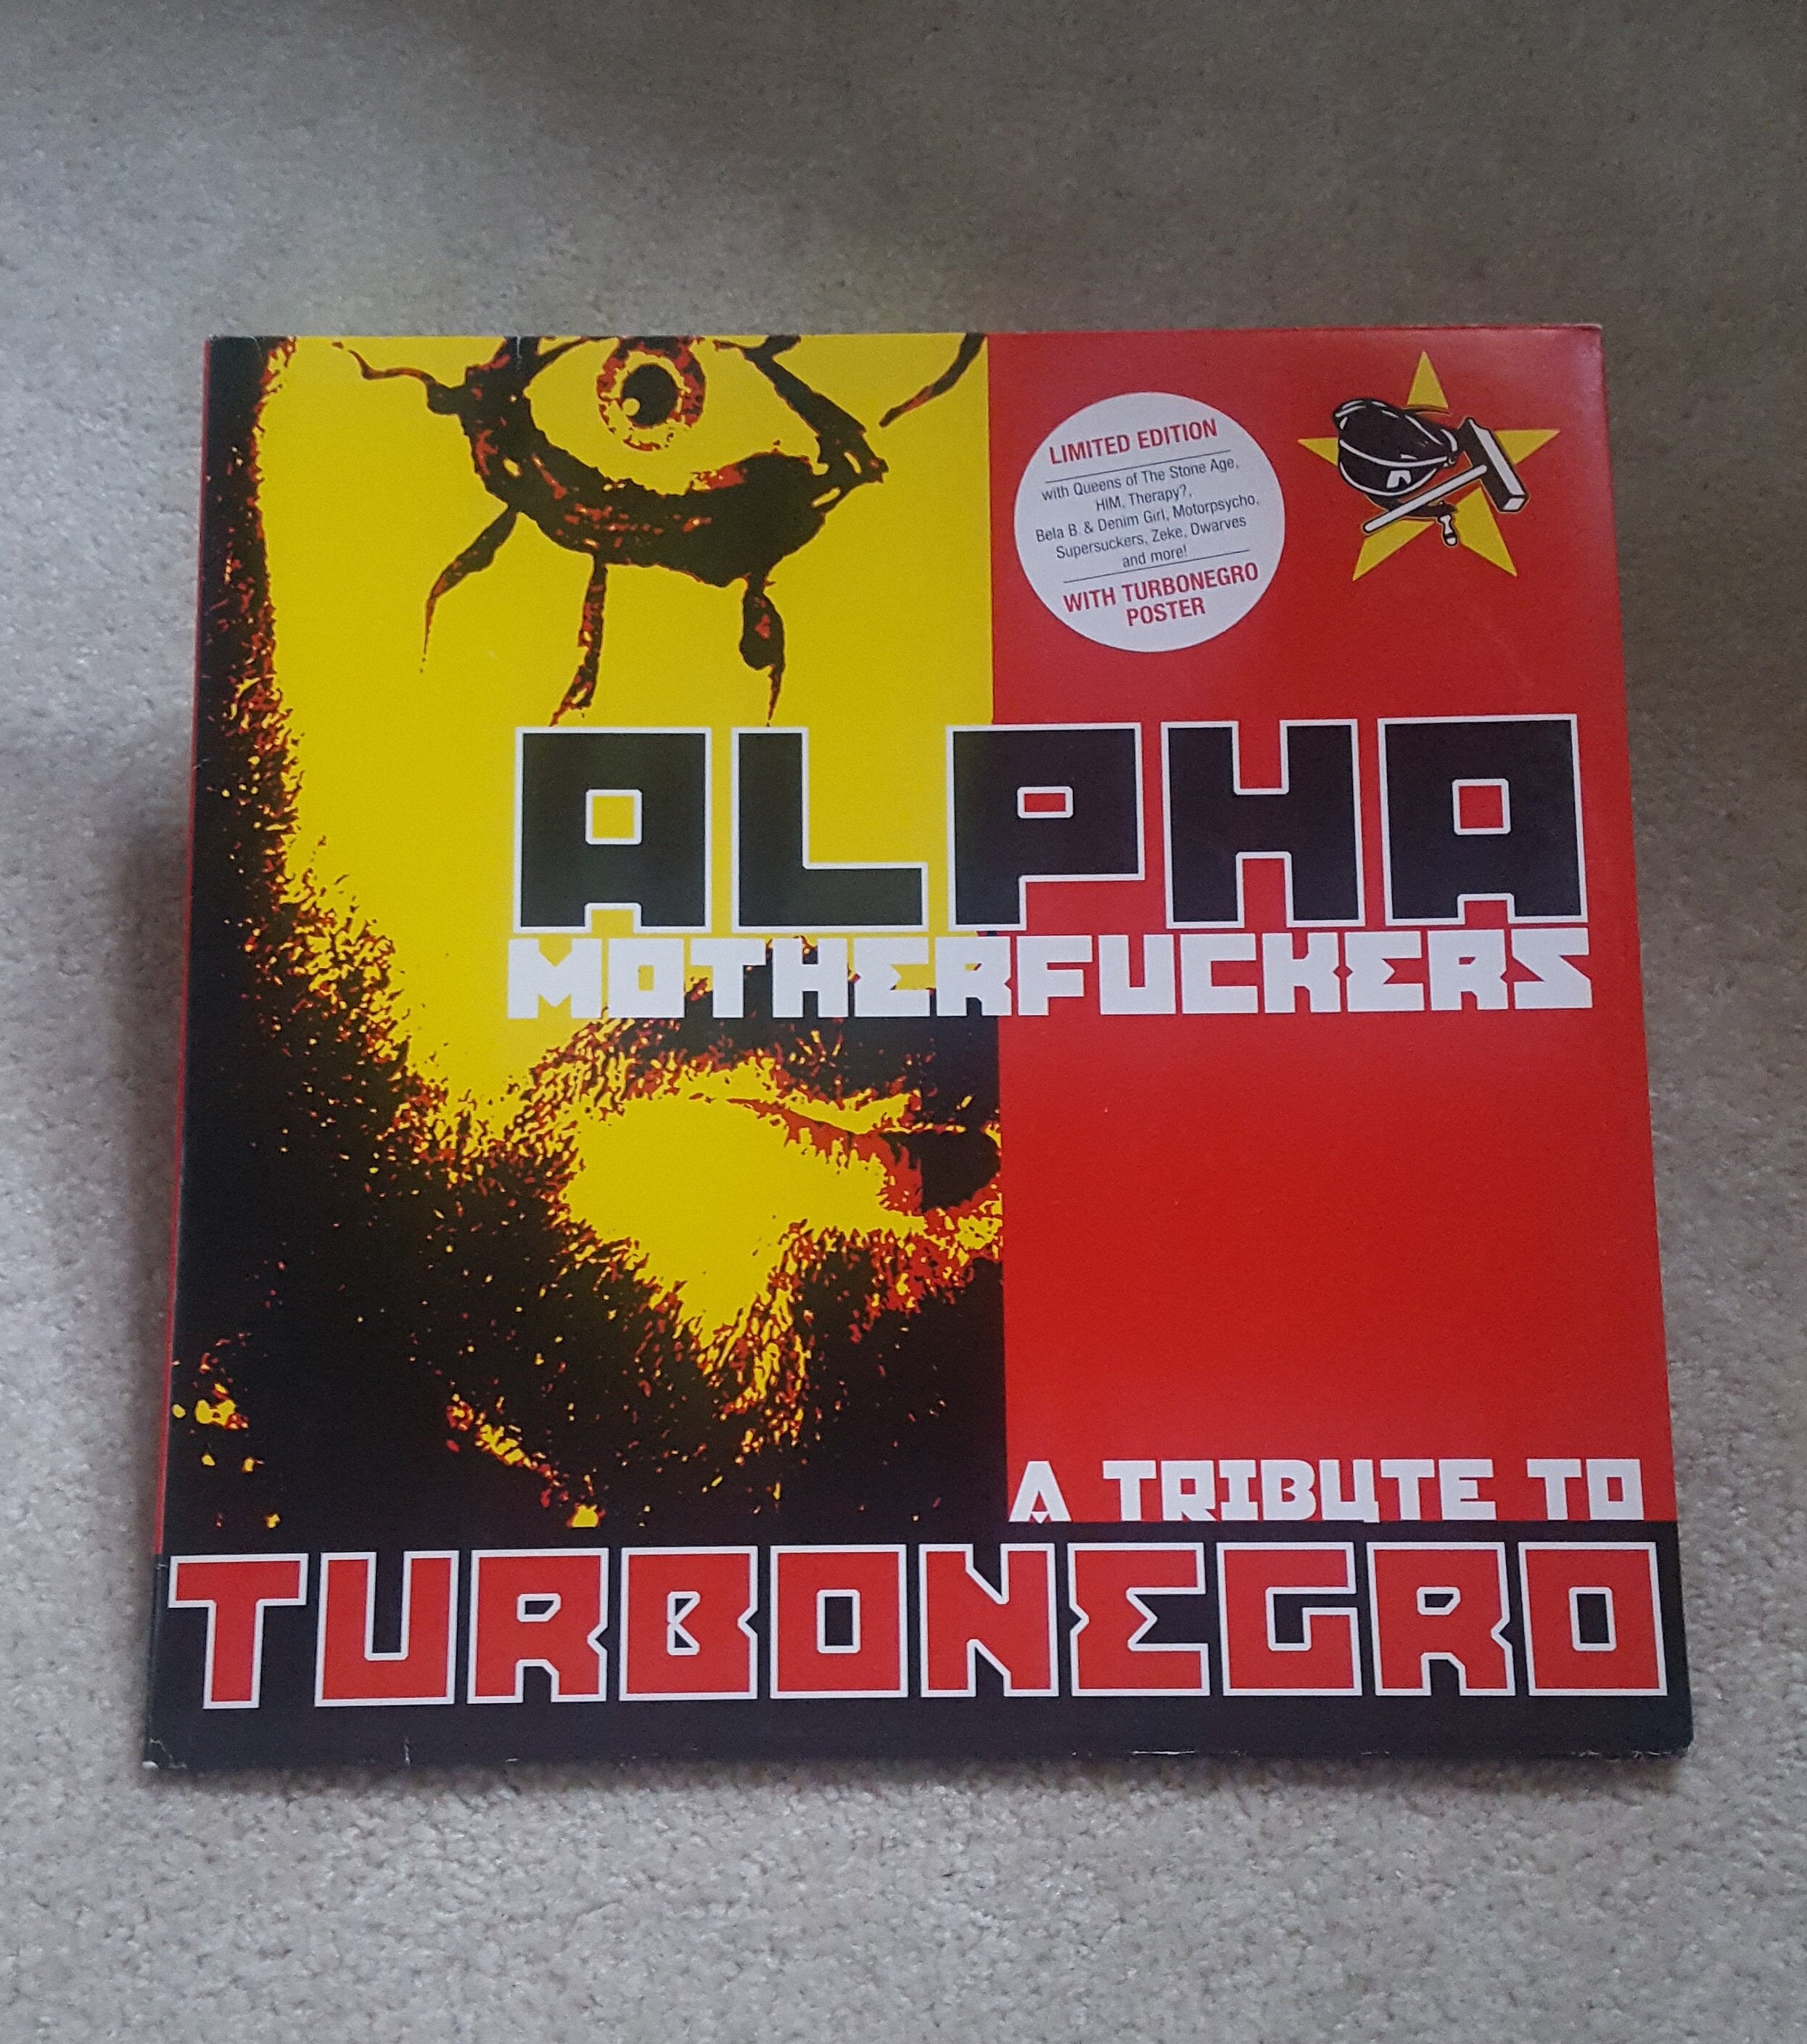 LIMITED EDITION
with Queens of The Stone Age,
HIM, Therapy?,
Bela B. & Denim Girl, Motorpsycho,
Supersuckers, Zeke, Dwarves
and more!
WITH TURBONEGRO
POSTER
ALPHA
MOTHERFUCKERS
A TRIBUTE TO
TURBONEGRO